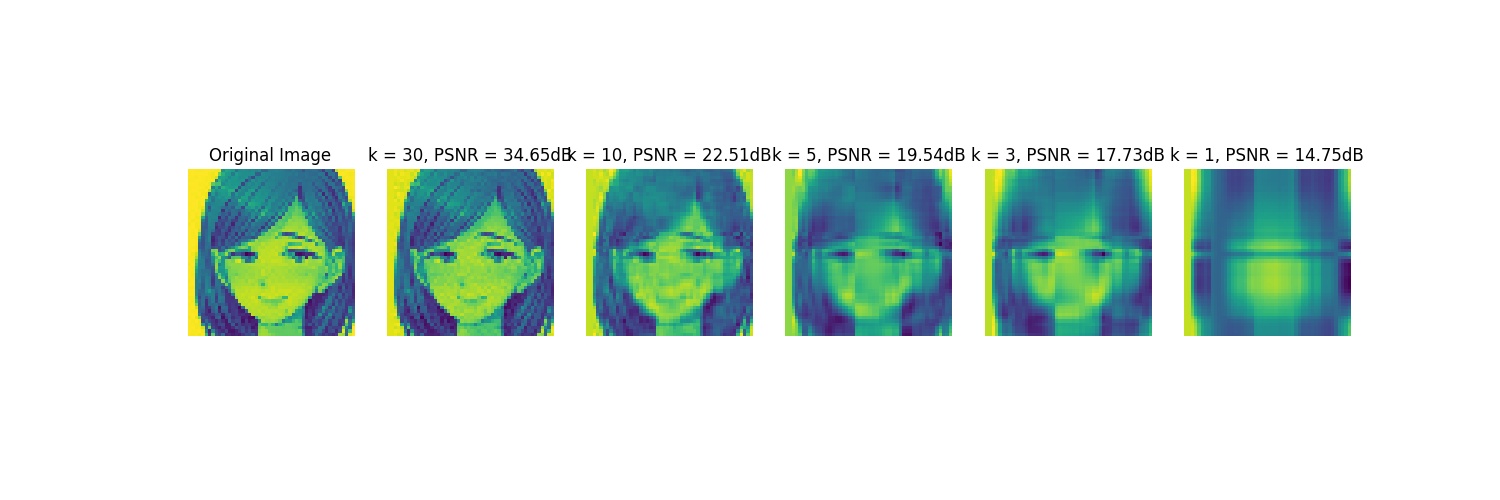 Original Image
k = 30, PSNR = 34.65dB
k = 10, PSNR = 22.51dB
k = 5, PSNR = 19.54dB
k = 3, PSNR = 17.73dB
k = 1, PSNR = 14.75dB